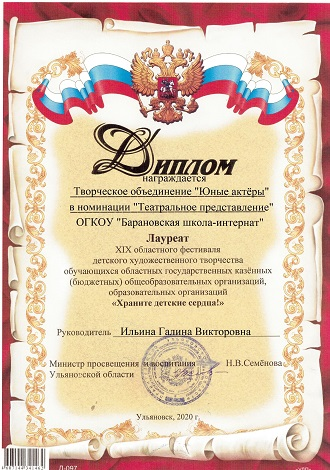 Диплом
награждается
Творческое объединение "Юные актёры"
в номинации "Театральное представление"
ОГКОУ "Барановская школа-интернат"
Лауреат
XIX областного фестиваля
детского художественного творчества
обучающихся областных государственных казённых
(бюджетных) общеобразовательных организаций,
образовательных организаций
«Храните детские сердца!»
Руководитель Ильина Галина Викторовна
Министр просвещения и воспитания Н.В.Семёнова
Ульяновской области
Ульяновск, 2020 г.
Д-097